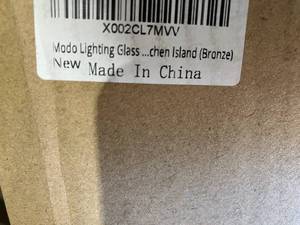 X002CL7MVV
Modo Lighting Glass ...chen Island (Bronze)
New Made In China